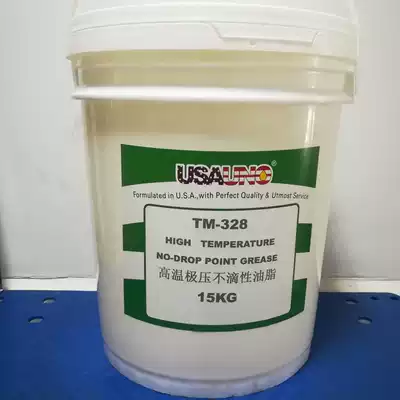 USAUNO
Formulated in U.S.A., with Perfect Quality & Utmost Service
TM-328
HIGH TEMPERATURE
NO-DROP POINT GREASE
高温极压不滴性油脂
15KG